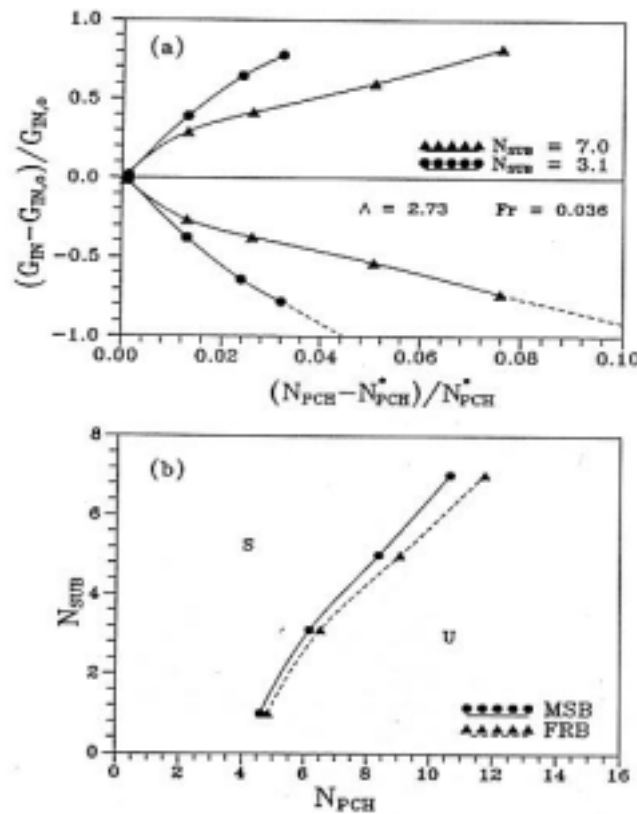 1.0
(a)
0.5
N_SUB = 7.0
N_SUB = 3.1
0.0
Λ = 2.73 Fr = 0.036
-0.5
-1.0
(G_IN−G_IN,o)/G_IN,o
0.00 0.02 0.04 0.06 0.08 0.10
(N_PCH−N*_PCH)/N*_PCH
8
(b)
6
S
4
U
2
MSB
FRB
0
N_SUB
0 2 4 6 8 10 12 14 16
N_PCH